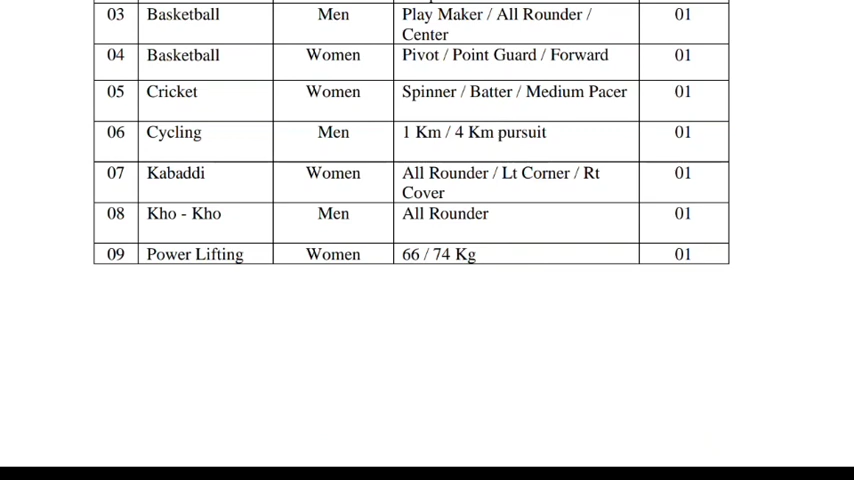 03 Basketball Men Play Maker / All Rounder / 01
Center
04 Basketball Women Pivot / Point Guard / Forward 01
05 Cricket Women Spinner / Batter / Medium Pacer 01
06 Cycling Men 1 Km / 4 Km pursuit 01
07 Kabaddi Women All Rounder / Lt Corner / Rt 01
Cover
08 Kho - Kho Men All Rounder 01
09 Power Lifting Women 66 / 74 Kg 01